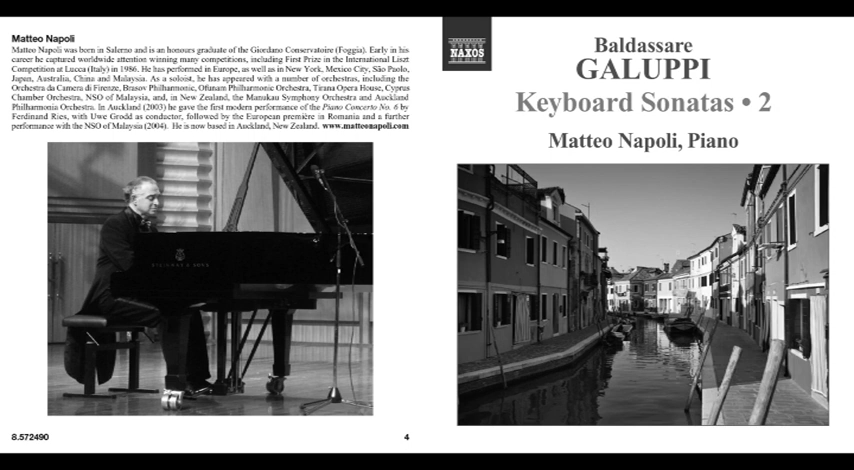 Matteo Napoli
Matteo Napoli was born in Salerno and is an honours graduate of the Giordano Conservatoire (Foggia). Early in his
career he captured worldwide attention winning many competitions, including First Prize in the International Liszt
Competition at Lucca (Italy) in 1986. He has performed in Europe, as well as in New York, Mexico City, São Paolo,
Japan, Australia, China and Malaysia. As a soloist, he has appeared with a number of orchestras, including the
Orchestra da Camera di Firenze, Brasov Philharmonic, Ofunam Philharmonic Orchestra, Tirana Opera House, Cyprus
Chamber Orchestra, NSO of Malaysia, and, in New Zealand, the Manukau Symphony Orchestra and Auckland
Philharmonia Orchestra. In Auckland (2003) he gave the first modern performance of the Piano Concerto No. 6 by
Ferdinand Ries, with Uwe Grodd as conductor, followed by the European première in Romania and a further
performance with the NSO of Malaysia (2004). He is now based in Auckland, New Zealand. www.matteonapoli.com
8.572490
4
NAXOS
Baldassare
GALUPPI
Keyboard Sonatas • 2
Matteo Napoli, Piano